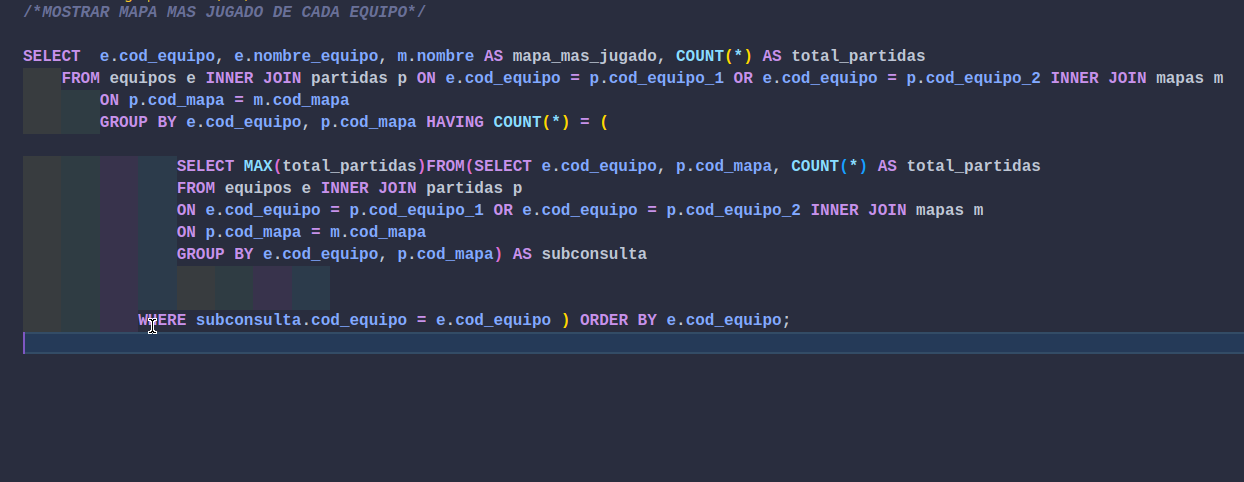 /*MOSTRAR MAPA MAS JUGADO DE CADA EQUIPO*/
SELECT  e.cod_equipo, e.nombre_equipo, m.nombre AS mapa_mas_jugado, COUNT(*) AS total_partidas
FROM equipos e INNER JOIN partidas p ON e.cod_equipo = p.cod_equipo_1 OR e.cod_equipo = p.cod_equipo_2 INNER JOIN mapas m
ON p.cod_mapa = m.cod_mapa
GROUP BY e.cod_equipo, p.cod_mapa HAVING COUNT(*) = (
SELECT MAX(total_partidas)FROM(SELECT e.cod_equipo, p.cod_mapa, COUNT(*) AS total_partidas
FROM equipos e INNER JOIN partidas p
ON e.cod_equipo = p.cod_equipo_1 OR e.cod_equipo = p.cod_equipo_2 INNER JOIN mapas m
ON p.cod_mapa = m.cod_mapa
GROUP BY e.cod_equipo, p.cod_mapa) AS subconsulta
WHERE subconsulta.cod_equipo = e.cod_equipo ) ORDER BY e.cod_equipo;